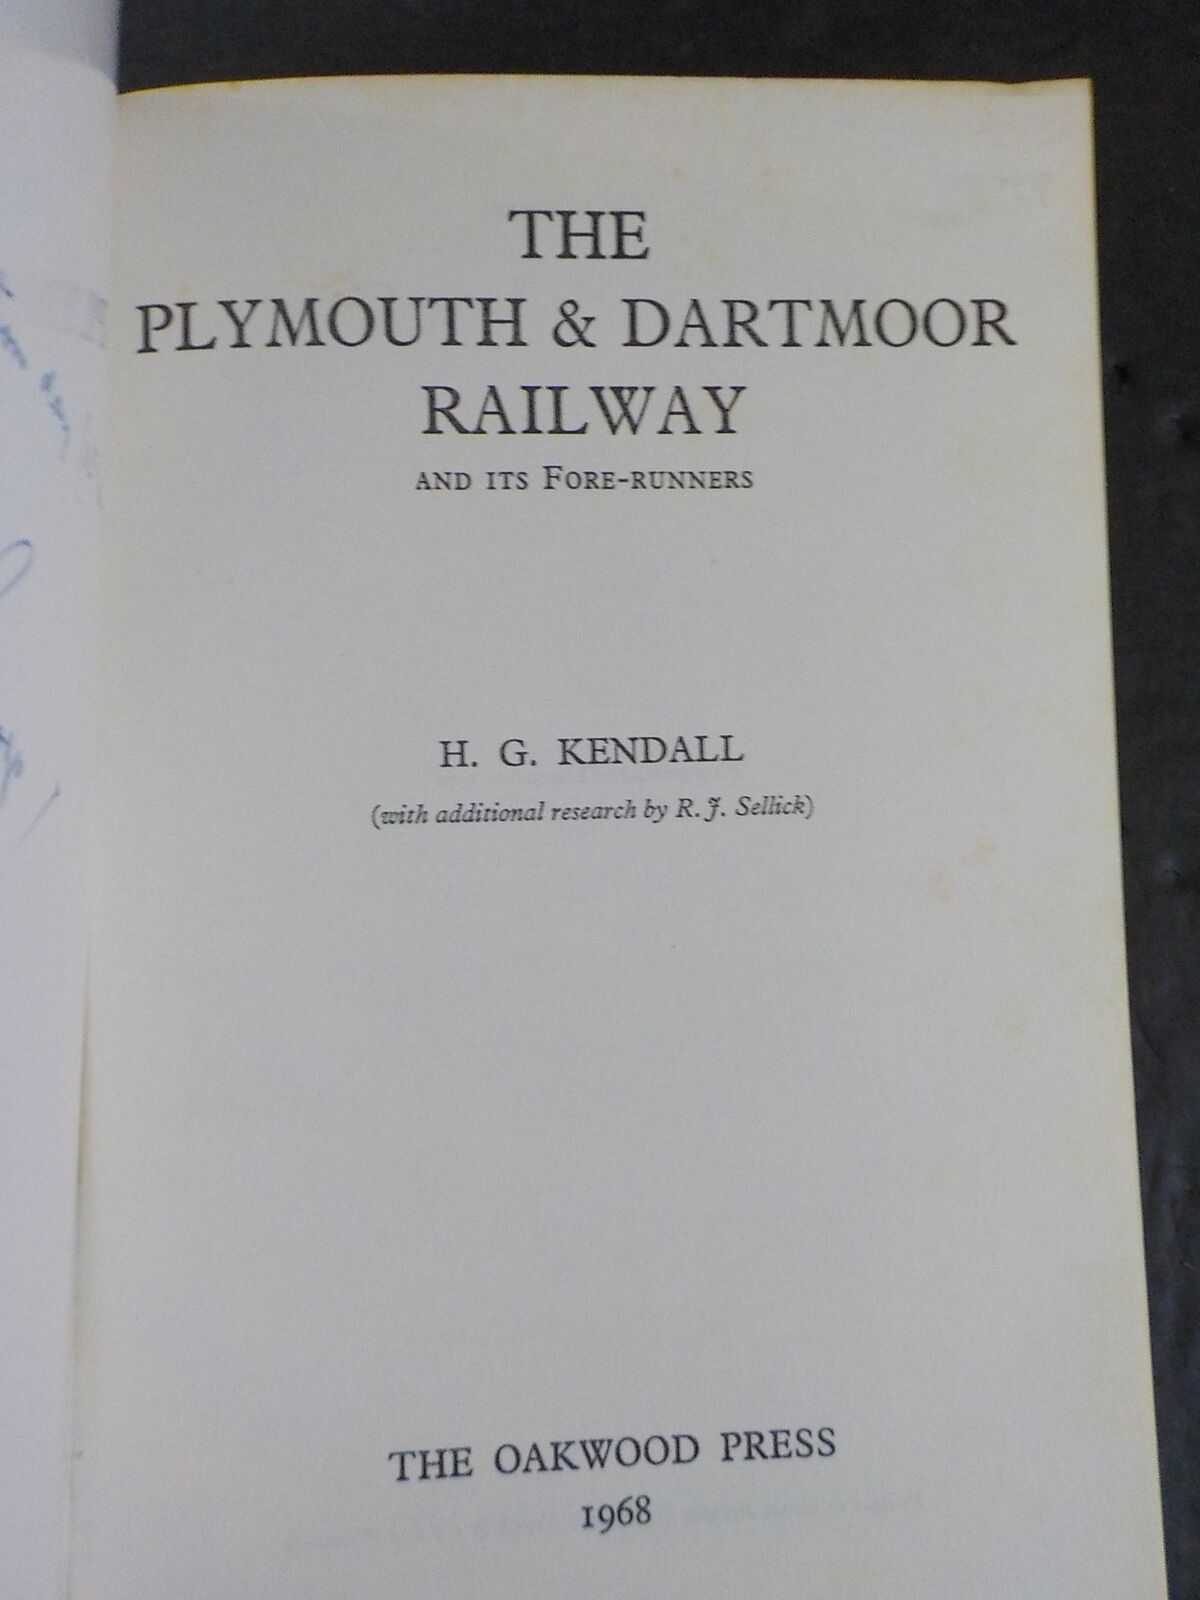 THE
PLYMOUTH & DARTMOOR
RAILWAY
AND ITS FORE-RUNNERS
H. G. KENDALL
(with additional research by R. J. Sellick)
THE OAKWOOD PRESS
1968